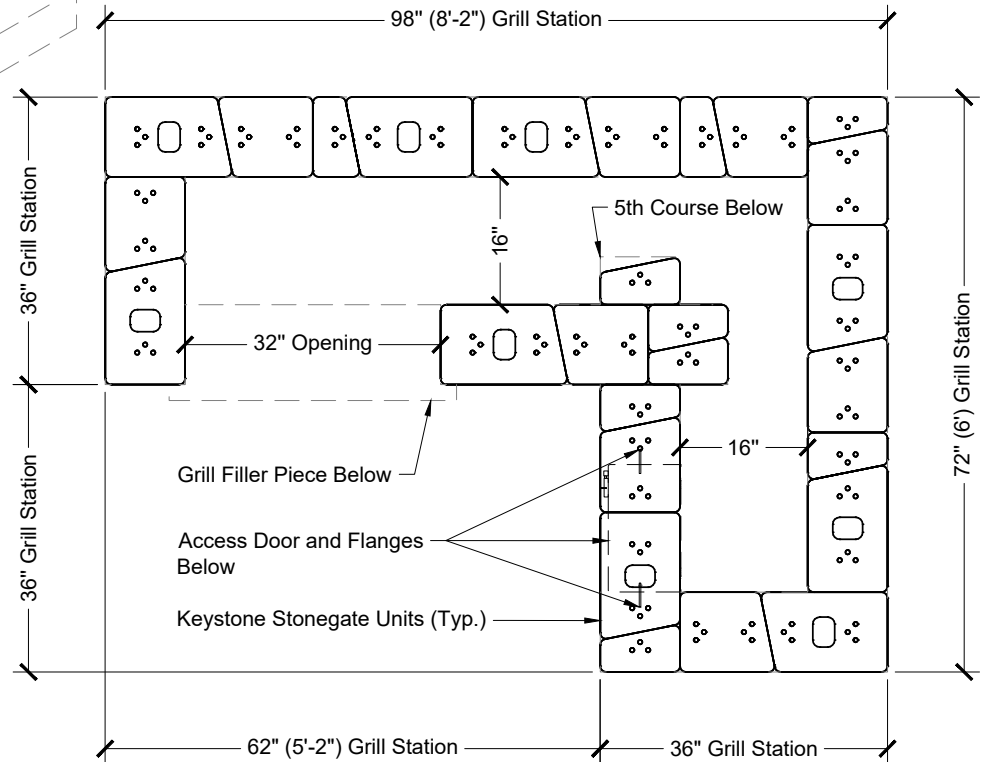 98" (8'-2") Grill Station
36" Grill Station
5th Course Below
16"
32" Opening
72" (6') Grill Station
16"
Grill Filler Piece Below
36" Grill Station
Access Door and Flanges
Below
Keystone Stonegate Units (Typ.)
62" (5'-2") Grill Station
36" Grill Station